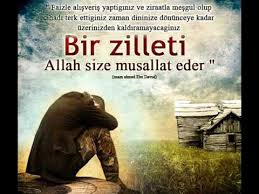 " Faizle alışveriş yaptığınız ve ziraatla meşgul olup
cihadı terk ettiğiniz zaman dininize dönünceye kadar
üzerinizden kaldıramayacağınız
Bir zilleti
Allah size musallat eder "
(imam ahmed Ebu Davud)